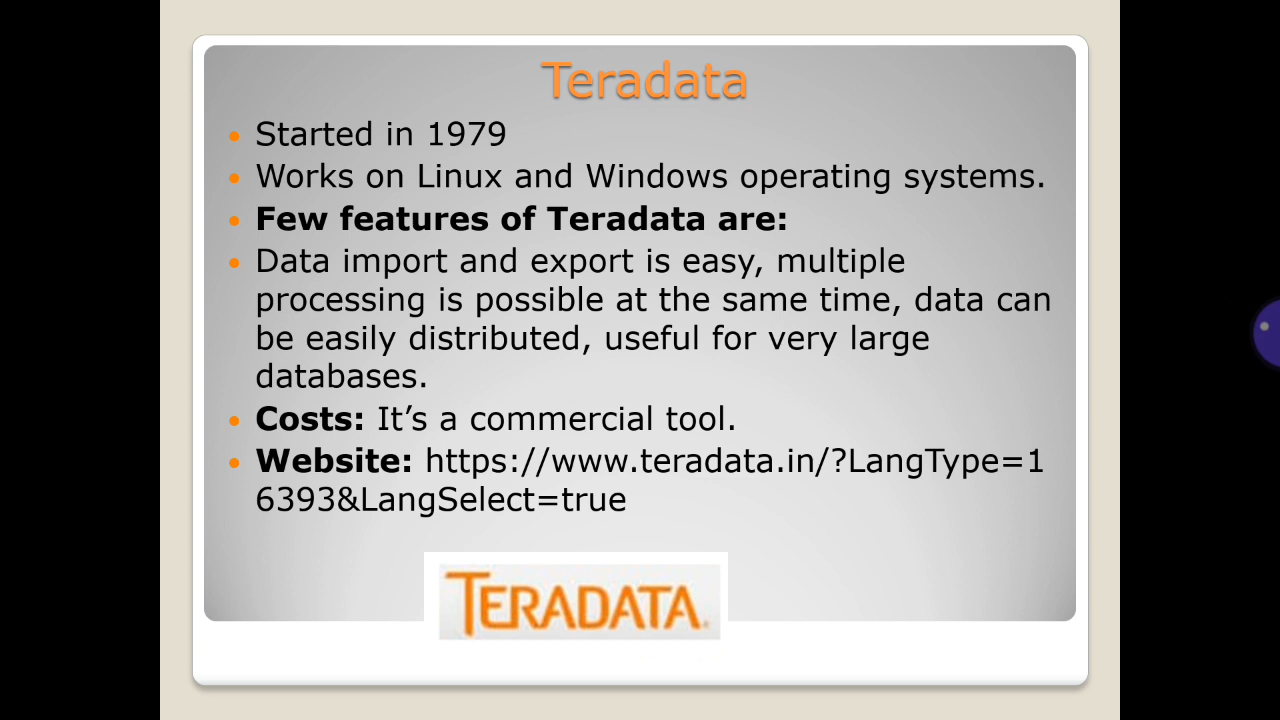 Teradata
Started in 1979
Works on Linux and Windows operating systems.
Few features of Teradata are:
Data import and export is easy, multiple
processing is possible at the same time, data can
be easily distributed, useful for very large
databases.
Costs: It’s a commercial tool.
Website: https://www.teradata.in/?LangType=1
6393&LangSelect=true
TERADATA.